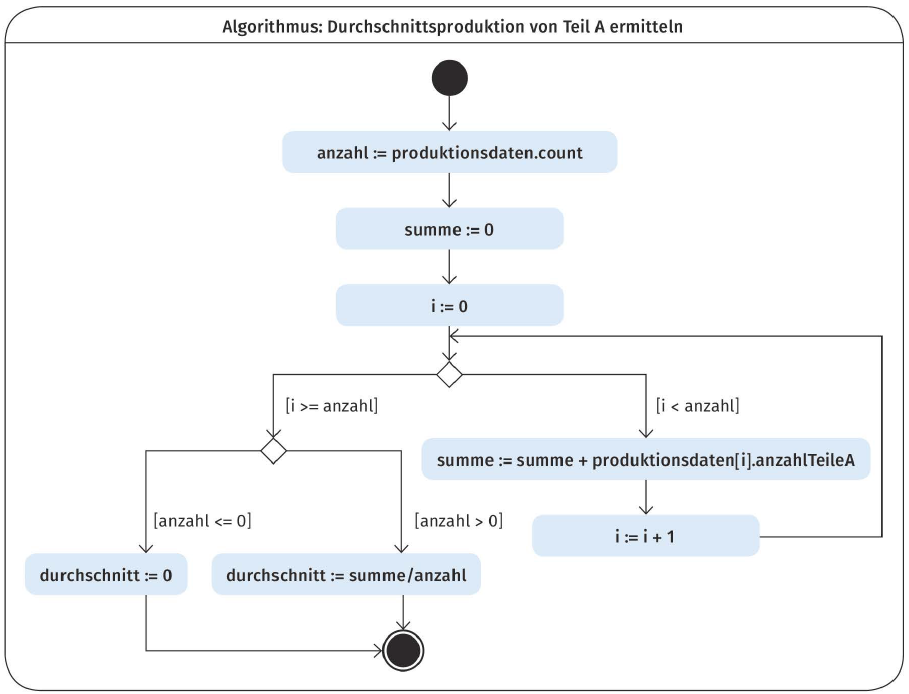 Algorithmus: Durchschnittsproduktion von Teil A ermitteln
anzahl := produktionsdaten.count
summe := 0
i := 0
[i >= anzahl]
[i < anzahl]
summe := summe + produktionsdaten[i].anzahlTeileA
[anzahl <= 0]
[anzahl > 0]
i := i + 1
durchschnitt := 0
durchschnitt := summe/anzahl